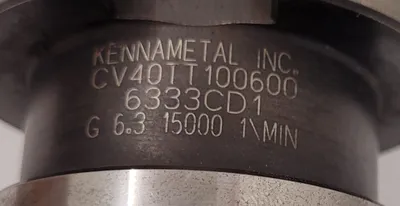 KENNAMETAL INC.
CV40TT100600
6333CD1
G 6.3 15000 1\MIN